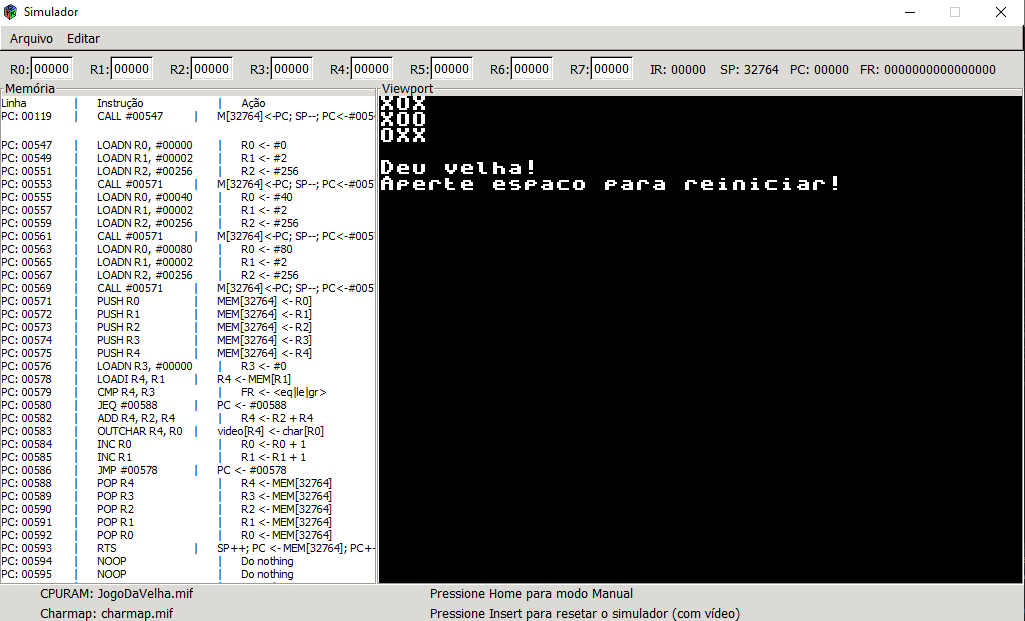 Simulador
Arquivo Editar
R0: 00000 R1: 00000 R2: 00000 R3: 00000 R4: 00000 R5: 00000 R6: 00000 R7: 00000 IR: 00000 SP: 32764 PC: 00000 FR: 0000000000000000
Memória
Linha | Instrução | Ação
PC: 00119 | CALL #00547 | M[32764]<-PC; SP--; PC<-#005
PC: 00547 | LOADN R0, #00000 | R0 <- #0
PC: 00549 | LOADN R1, #00002 | R1 <- #2
PC: 00551 | LOADN R2, #00256 | R2 <- #256
PC: 00553 | CALL #00571 | M[32764]<-PC; SP--; PC<-#005
PC: 00555 | LOADN R0, #00040 | R0 <- #40
PC: 00557 | LOADN R1, #00002 | R1 <- #2
PC: 00559 | LOADN R2, #00256 | R2 <- #256
PC: 00561 | CALL #00571 | M[32764]<-PC; SP--; PC<-#005
PC: 00563 | LOADN R0, #00080 | R0 <- #80
PC: 00565 | LOADN R1, #00002 | R1 <- #2
PC: 00567 | LOADN R2, #00256 | R2 <- #256
PC: 00569 | CALL #00571 | M[32764]<-PC; SP--; PC<-#005
PC: 00571 | PUSH R0 | MEM[32764] <- R0]
PC: 00572 | PUSH R1 | MEM[32764] <- R1]
PC: 00573 | PUSH R2 | MEM[32764] <- R2]
PC: 00574 | PUSH R3 | MEM[32764] <- R3]
PC: 00575 | PUSH R4 | MEM[32764] <- R4]
PC: 00576 | LOADN R3, #00000 | R3 <- #0
PC: 00578 | LOADI R4, R1 | R4 <- MEM[R1]
PC: 00579 | CMP R4, R3 | FR <- <eq|le|gr>
PC: 00580 | JEQ #00588 | PC <- #00588
PC: 00582 | ADD R4, R2, R4 | R4 <- R2 + R4
PC: 00583 | OUTCHAR R4, R0 | video[R4] <- char[R0]
PC: 00584 | INC R0 | R0 <- R0 + 1
PC: 00585 | INC R1 | R1 <- R1 + 1
PC: 00586 | JMP #00578 | PC <- #00578
PC: 00588 | POP R4 | R4 <- MEM[32764]
PC: 00589 | POP R3 | R3 <- MEM[32764]
PC: 00590 | POP R2 | R2 <- MEM[32764]
PC: 00591 | POP R1 | R1 <- MEM[32764]
PC: 00592 | POP R0 | R0 <- MEM[32764]
PC: 00593 | RTS | SP++; PC <- MEM[32764]; PC+
PC: 00594 | NOOP | Do nothing
PC: 00595 | NOOP | Do nothing
Viewport
XOX
XOO
OXX
Deu velha!
Aperte espaco para reiniciar!
CPURAM: JogoDaVelha.mif
Pressione Home para modo Manual
Charmap: charmap.mif
Pressione Insert para resetar o simulador (com vídeo)